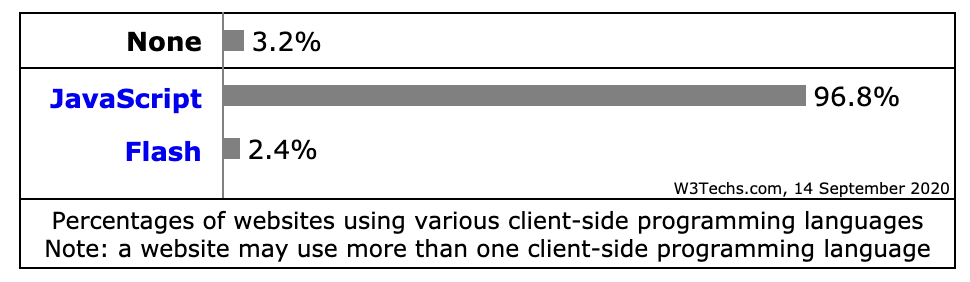 None 3.2%
JavaScript 96.8%
Flash 2.4%
W3Techs.com, 14 September 2020
Percentages of websites using various client-side programming languages
Note: a website may use more than one client-side programming language